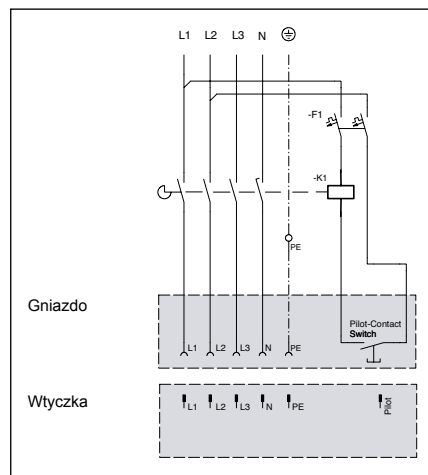 L1 L2 L3 N
-F1
-K1
PE
Gniazdo
Pilot-Contact
Switch
L1 L2 L3 N PE
Wtyczka
L1 L2 L3 N PE Pilot